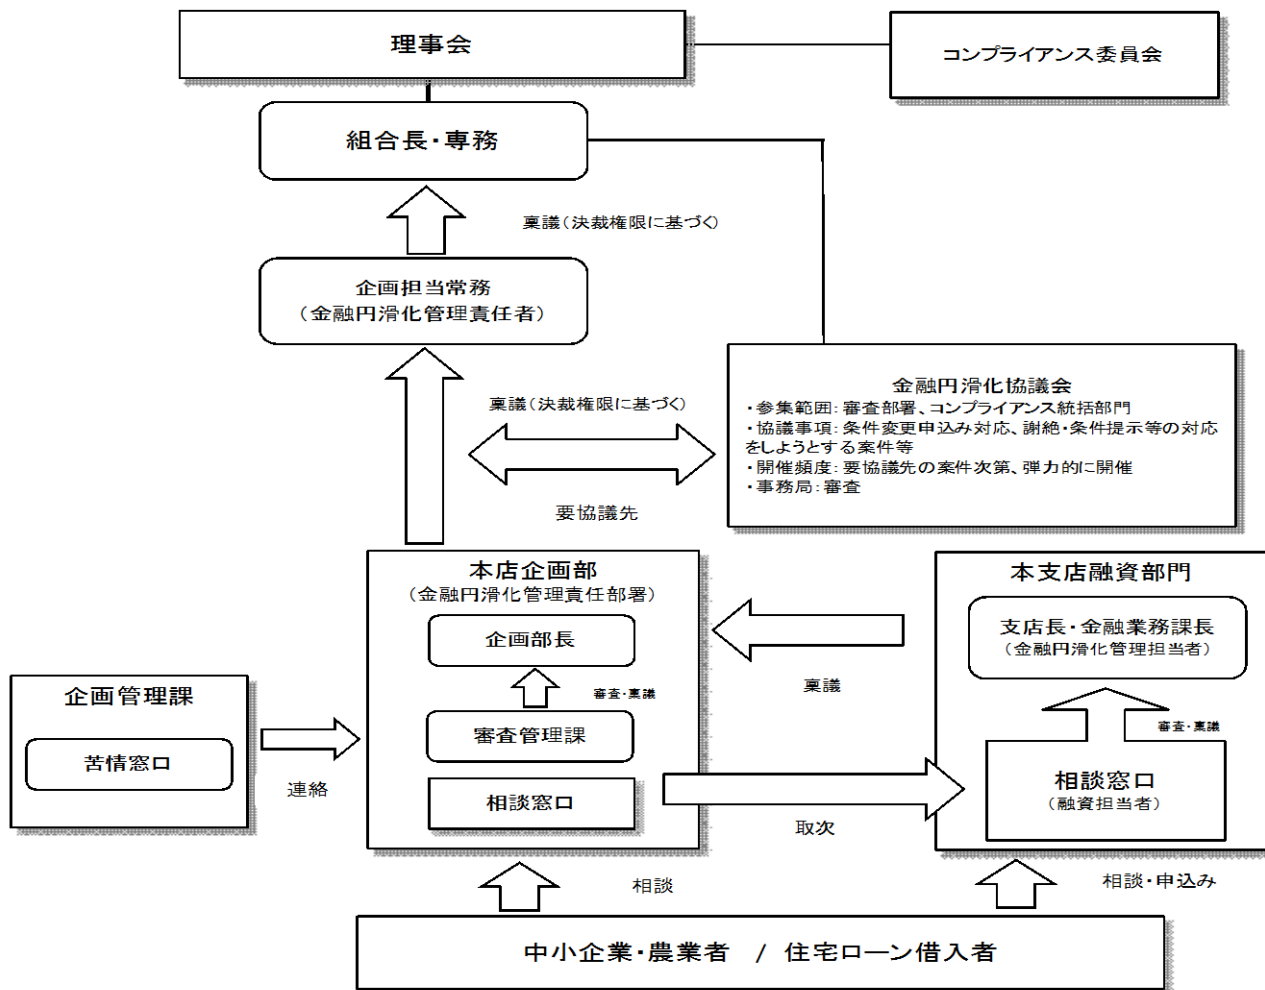 理事会
コンプライアンス委員会
組合長・専務
稟議（決裁権限に基づく）
企画担当常務
（金融円滑化管理責任者）
金融円滑化協議会
・参集範囲：審査部署、コンプライアンス統括部門
・協議事項：条件変更申込み対応、謝絶・条件提示等の対応
をしようとする案件等
・開催頻度：要協議先の案件次第、弾力的に開催
・事務局：審査
稟議（決裁権限に基づく）
要協議先
本店企画部
（金融円滑化管理責任部署）
企画部長
審査・稟議
審査管理課
相談窓口
本支店融資部門
支店長・金融業務課長
（金融円滑化管理担当者）
審査・稟議
相談窓口
（融資担当者）
稟議
企画管理課
苦情窓口
連絡
取次
相談
相談・申込み
中小企業・農業者 / 住宅ローン借入者